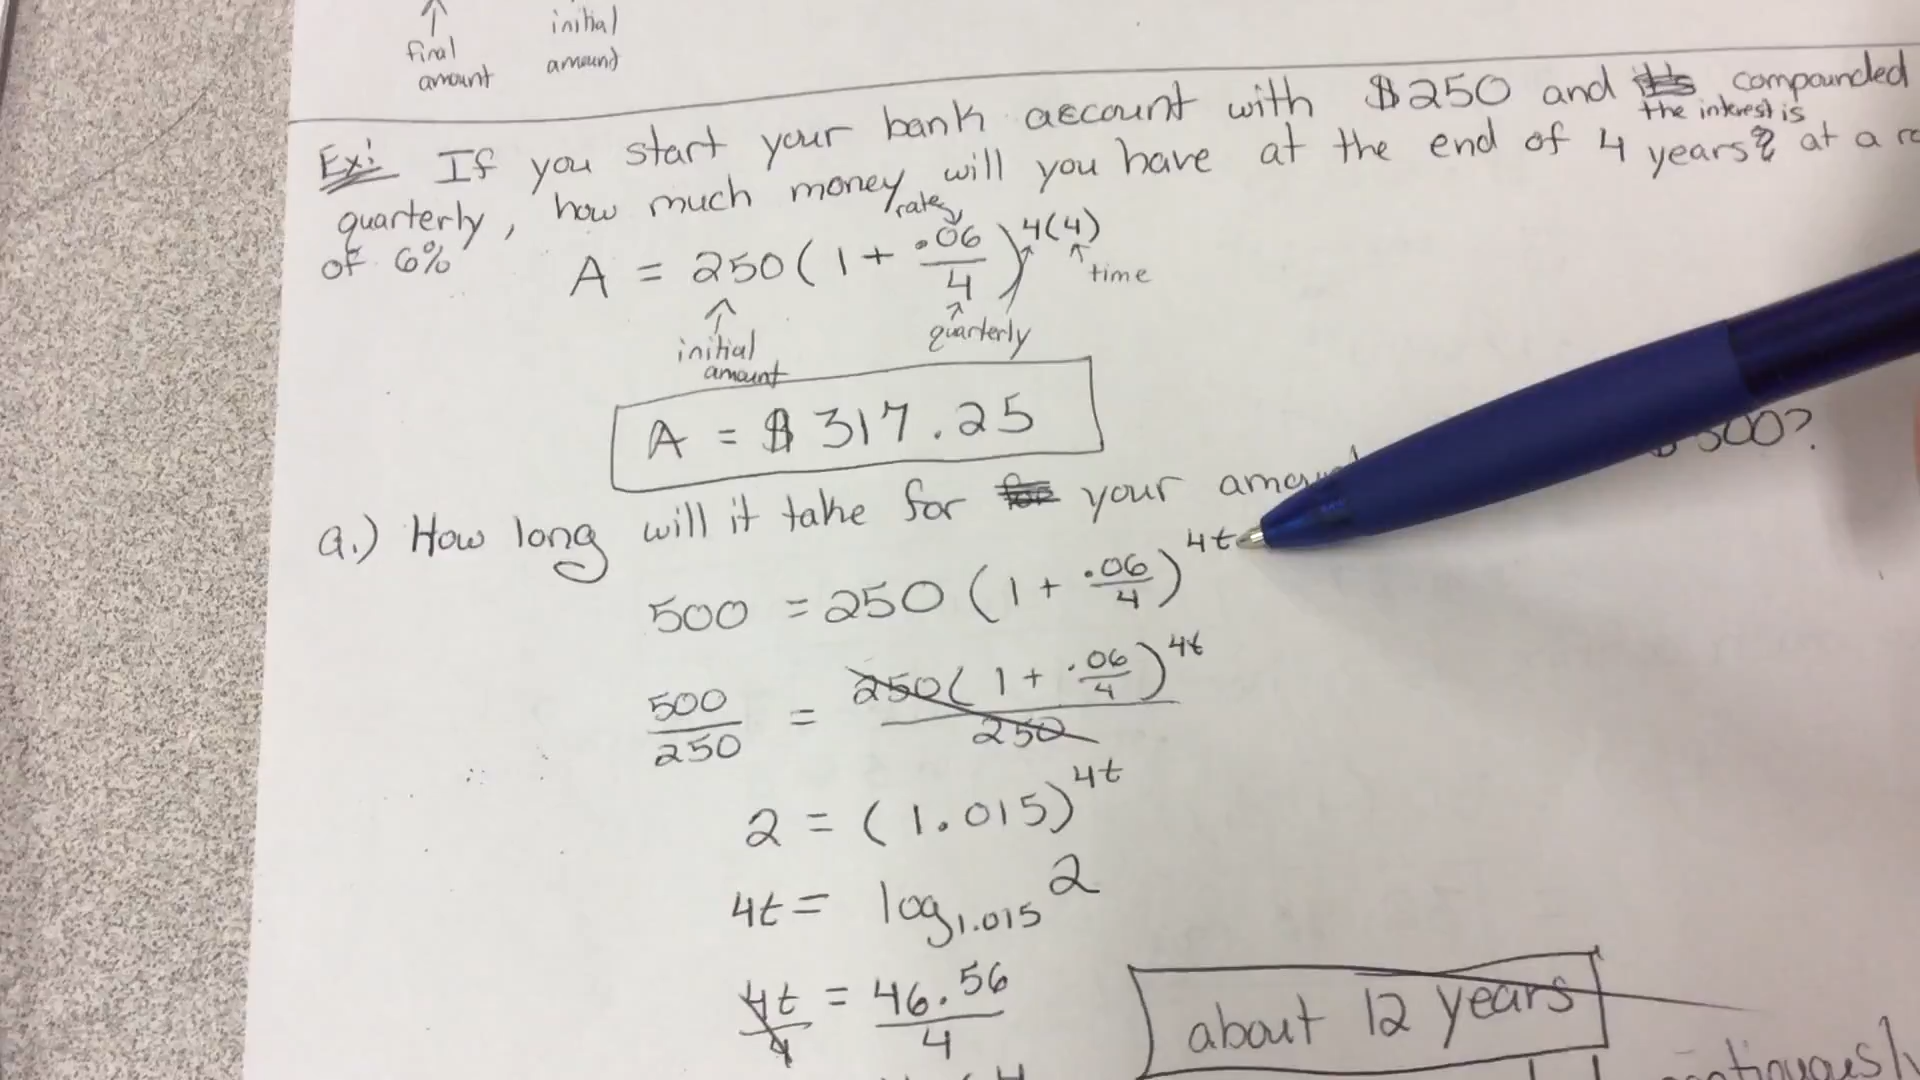 final amount
initial amount
Ex: If you start your bank account with $250 and compounded
the interest is
quarterly, how much money will you have at the end of 4 years? at a
of 6%
rate
A = 250(1 + .06/4)^4(4)
time
initial amount
quarterly
A = $317.25
a.) How long will it take for your
500?
500 = 250(1 + .06/4)^4t
500/250 = 250(1 + .06/4)^4t/250
2 = (1.015)^4t
4t = log_1.015 2
4t/4 = 46.56/4
about 12 years